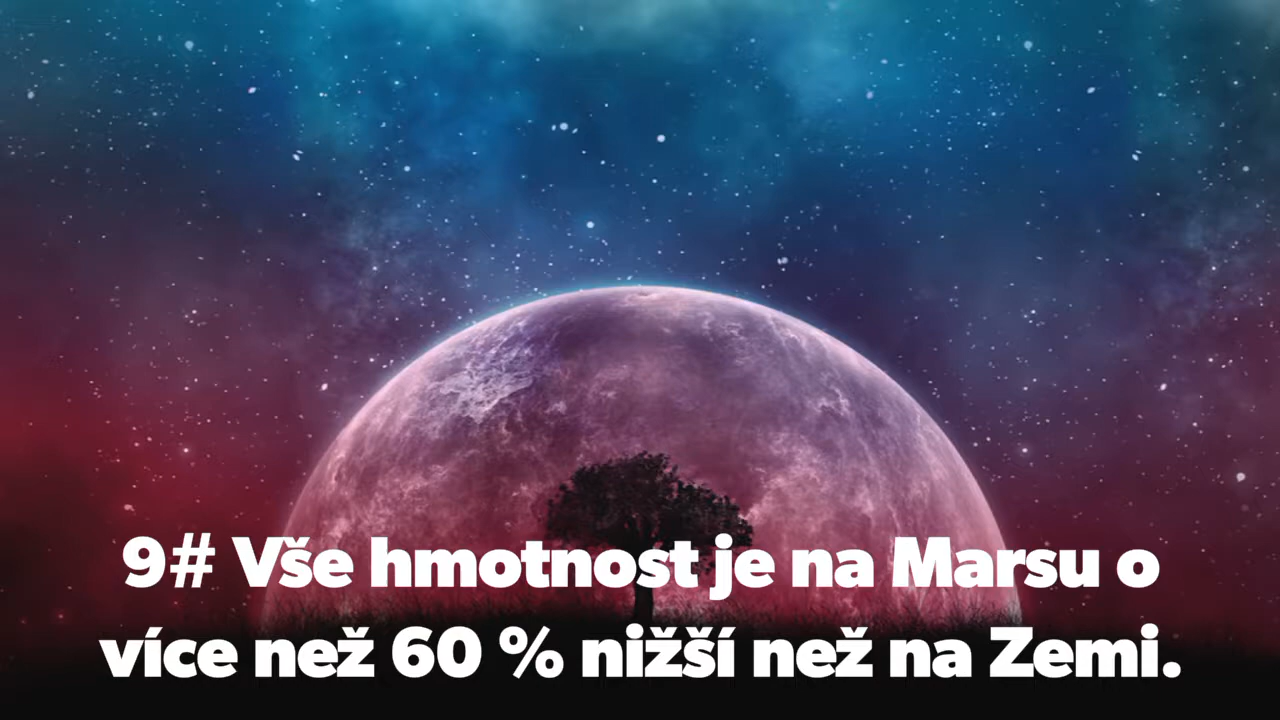 9# Vše hmotnost je na Marsu o
více než 60 % nižší než na Zemi.